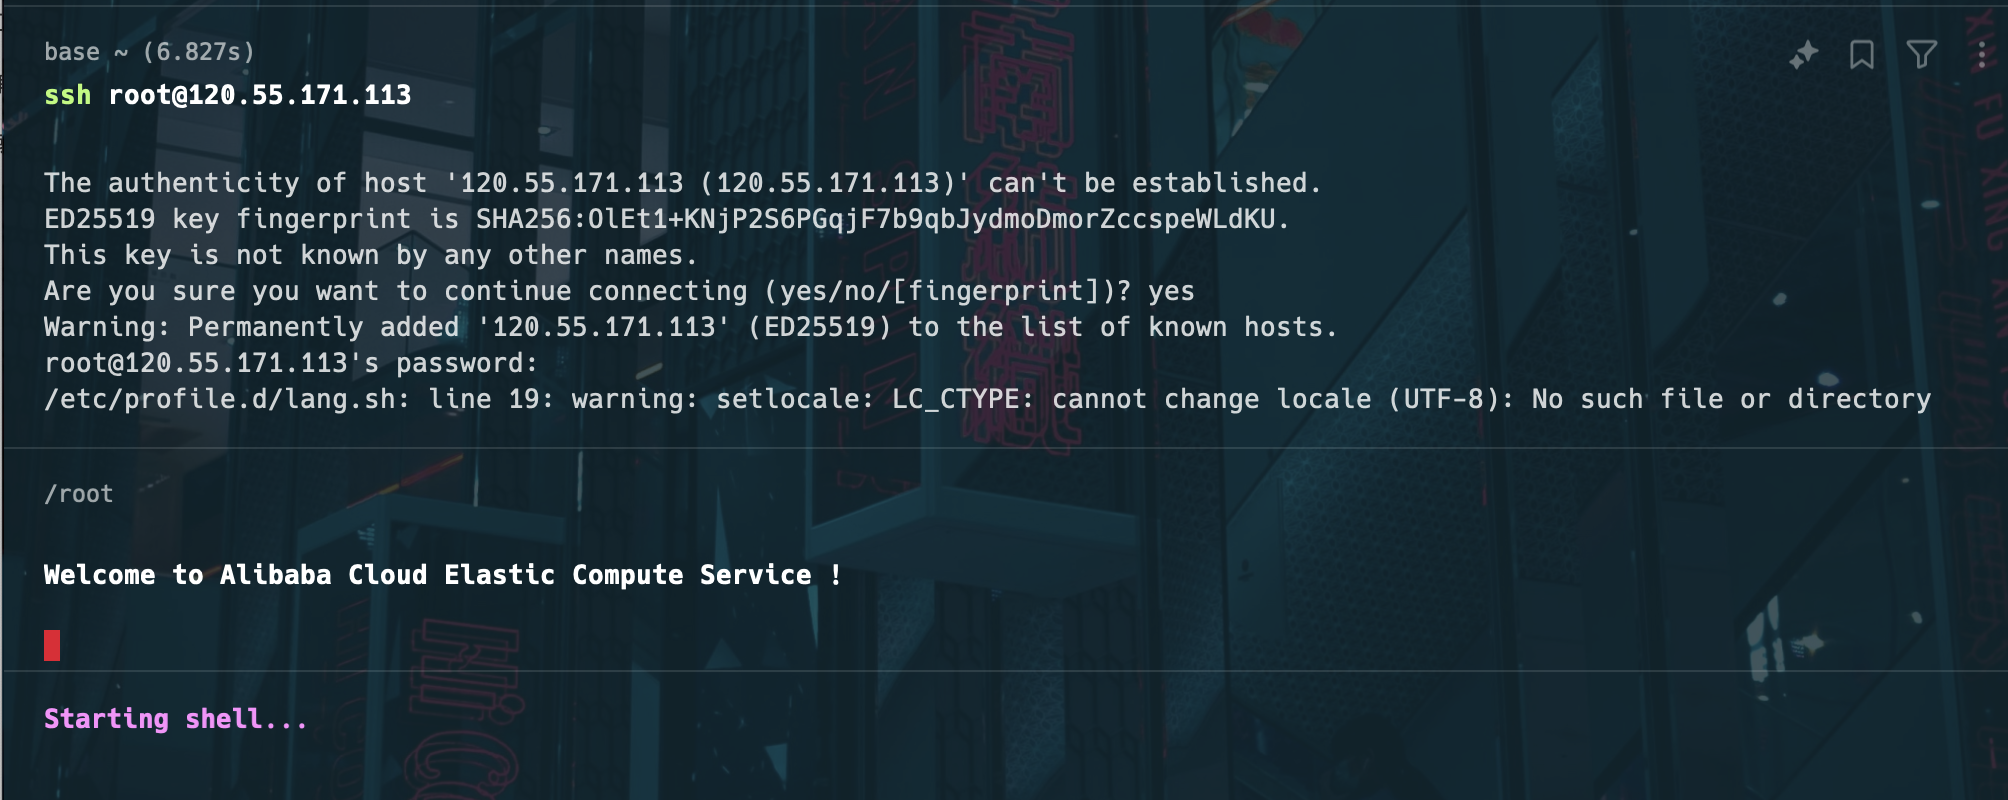 base ~ (6.827s)
ssh root@120.55.171.113
The authenticity of host '120.55.171.113 (120.55.171.113)' can't be established.
ED25519 key fingerprint is SHA256:OlEt1+KNjP2S6PGqjF7b9qbJydmoDmorZccspeWLdKU.
This key is not known by any other names.
Are you sure you want to continue connecting (yes/no/[fingerprint])? yes
Warning: Permanently added '120.55.171.113' (ED25519) to the list of known hosts.
root@120.55.171.113's password:
/etc/profile.d/lang.sh: line 19: warning: setlocale: LC_CTYPE: cannot change locale (UTF-8): No such file or directory
/root
Welcome to Alibaba Cloud Elastic Compute Service !
Starting shell...
XIN FU XING